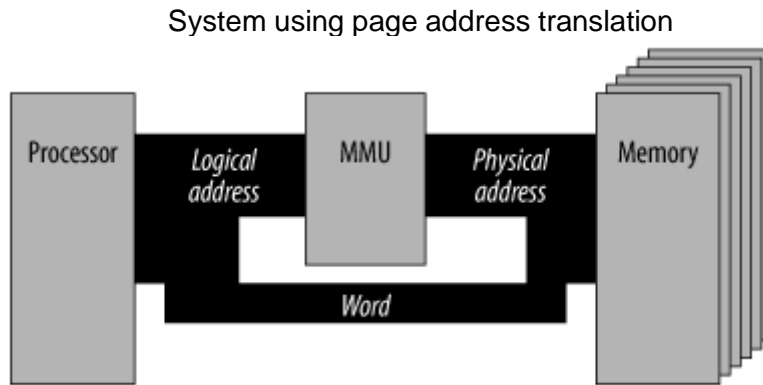 System using page address translation
Processor
Logical
address
MMU
Physical
address
Memory
Word